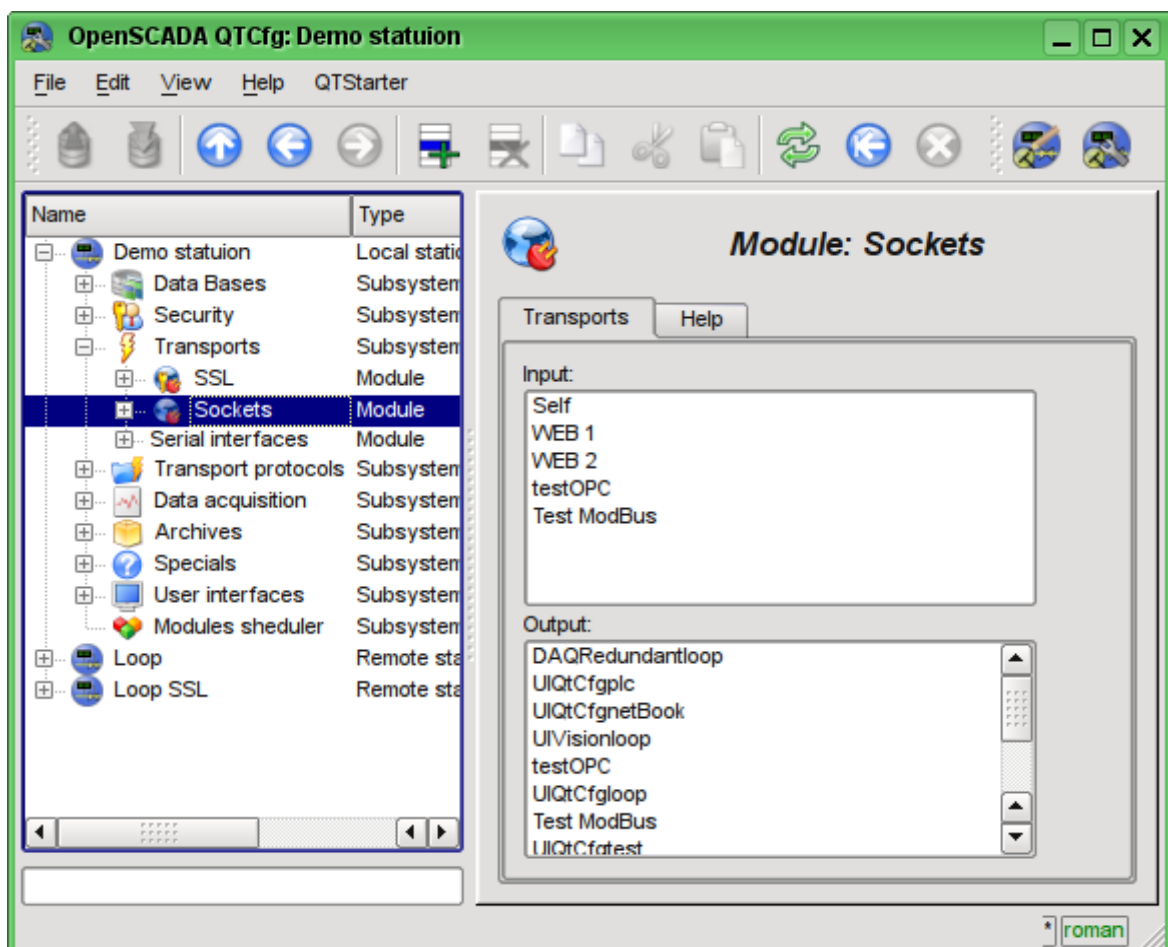 OpenSCADA QTCfg: Demo statuion
File Edit View Help QTStarter
Name Type
Demo statuion Local static
Data Bases Subsystem
Security Subsystem
Transports Subsystem
SSL Module
Sockets Module
Serial interfaces Module
Transport protocols Subsystem
Data acquisition Subsystem
Archives Subsystem
Specials Subsystem
User interfaces Subsystem
Modules sheduler Subsystem
Loop Remote sta
Loop SSL Remote sta
Module: Sockets
Transports Help
Input:
Self
WEB 1
WEB 2
testOPC
Test ModBus
Output:
DAQRedundantloop
UIQtCfgplc
UIQtCfgnetBook
UIVisionloop
testOPC
UIQtCfgloop
Test ModBus
UIQtCfgtest
* roman